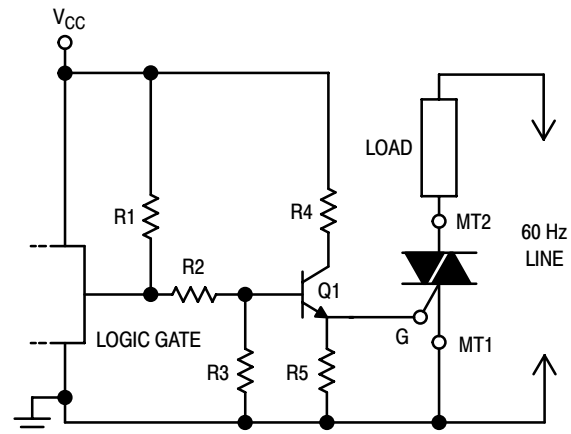 VCC
R1
R4
LOAD
MT2
60 Hz
LINE
R2
Q1
LOGIC GATE
G
MT1
R3
R5